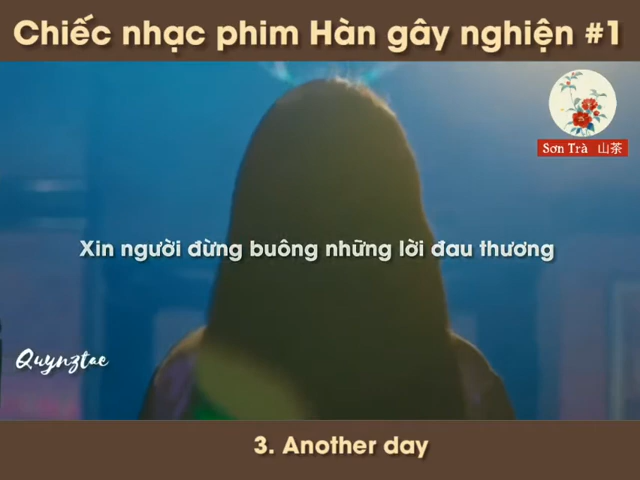 Chiếc nhạc phim Hàn gây nghiện #1
Sơn Trà 山茶
Xin người đừng buông những lời đau thương
Quynztae
3. Another day